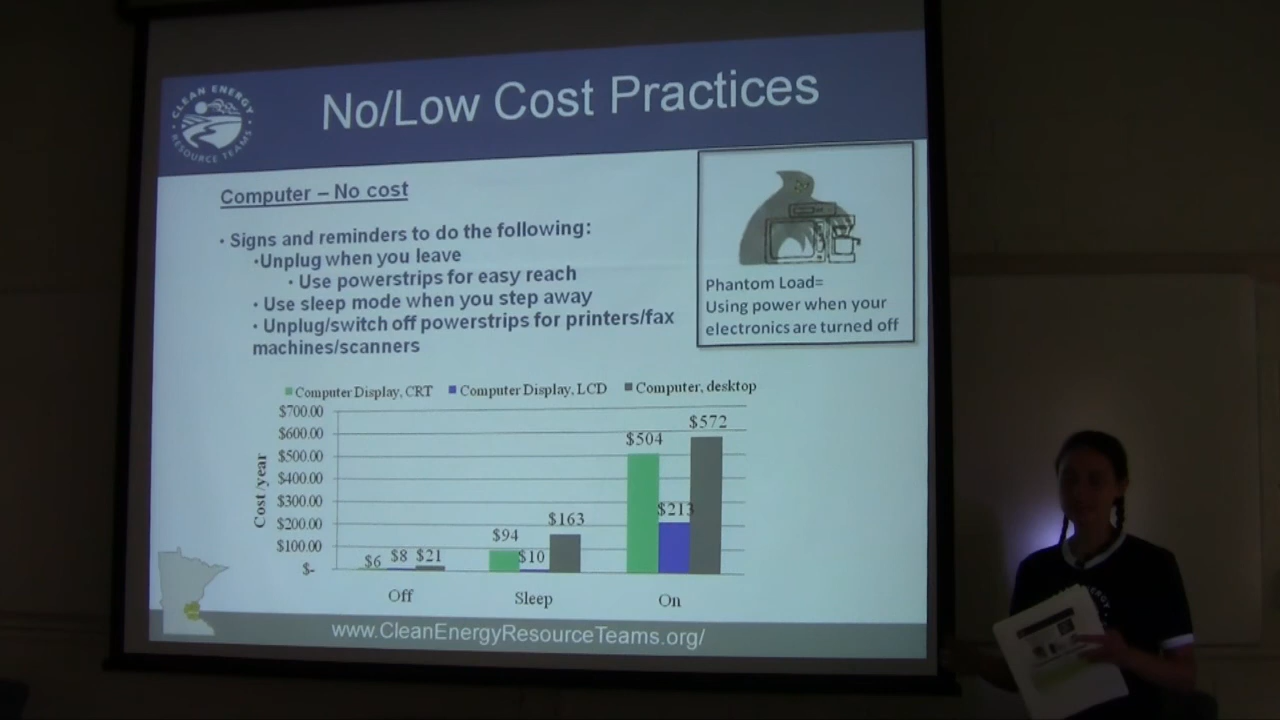 CLEAN ENERGY
RESOURCE TEAMS
No/Low Cost Practices
Computer – No cost
• Signs and reminders to do the following:
•Unplug when you leave
• Use powerstrips for easy reach
• Use sleep mode when you step away
• Unplug/switch off powerstrips for printers/fax
machines/scanners
Phantom Load=
Using power when your
electronics are turned off
Computer Display, CRT Computer Display, LCD Computer, desktop
Cost /year
$700.00
$600.00
$500.00
$400.00
$300.00
$200.00
$100.00
$-
$6 $8 $21
$94 $10 $163
$504 $213 $572
Off Sleep On
www.CleanEnergyResourceTeams.org/